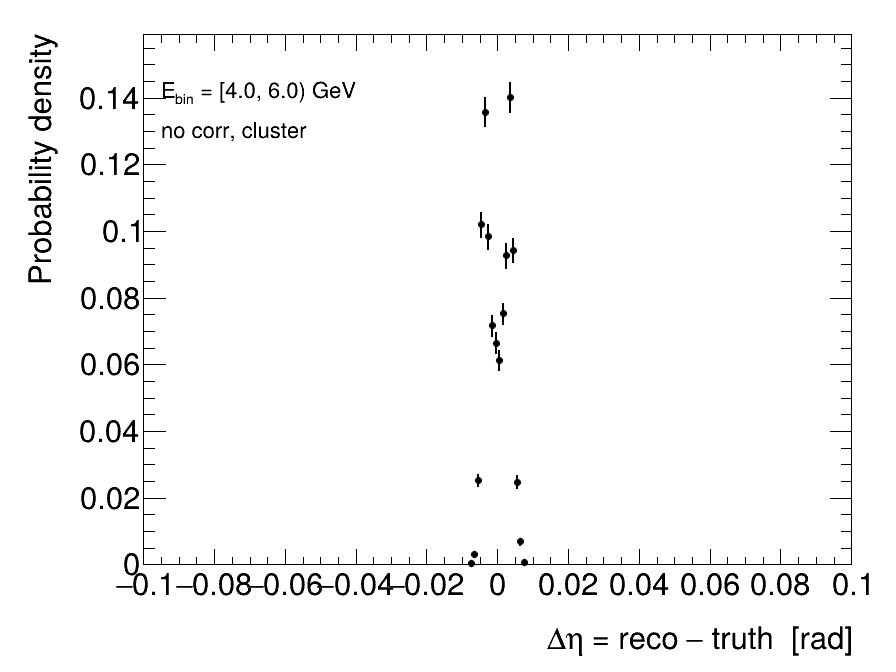 Probability density
E_bin = [4.0, 6.0) GeV
no corr, cluster
0.14
0.12
0.1
0.08
0.06
0.04
0.02
0
−0.1 −0.08 −0.06 −0.04 −0.02 0 0.02 0.04 0.06 0.08 0.1
Δη = reco − truth [rad]